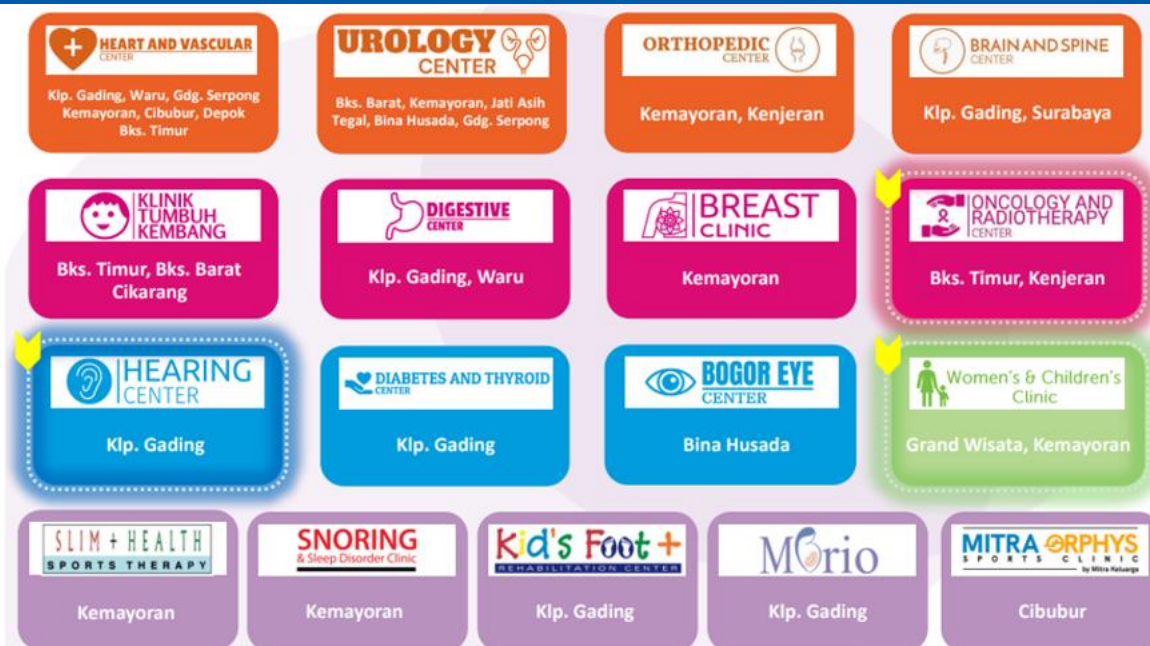 HEART AND VASCULAR
CENTER
Klp. Gading, Waru, Gdg. Serpong
Kemayoran, Cibubur, Depok
Bks. Timur
UROLOGY
CENTER
Bks. Barat, Kemayoran, Jati Asih
Tegal, Bina Husada, Gdg. Serpong
ORTHOPEDIC
CENTER
Kemayoran, Kenjeran
BRAIN AND SPINE
CENTER
Klp. Gading, Surabaya
KLINIK
TUMBUH
KEMBANG
Bks. Timur, Bks. Barat
Cikarang
DIGESTIVE
CENTER
Klp. Gading, Waru
BREAST
CLINIC
Kemayoran
ONCOLOGY AND
RADIOTHERAPY
CENTER
Bks. Timur, Kenjeran
HEARING
CENTER
Klp. Gading
DIABETES AND THYROID
CENTER
Klp. Gading
BOGOR EYE
CENTER
Bina Husada
Women's & Children's
Clinic
Grand Wisata, Kemayoran
SLIM + HEALTH
SPORTS THERAPY
Kemayoran
SNORING
& Sleep Disorder Clinic
Kemayoran
Kid's Foot +
REHABILITATION CENTER
Klp. Gading
Morio
Klp. Gading
MITRA ORPHYS
SPORTS CLINIC
by Mitra Keluarga
Cibubur